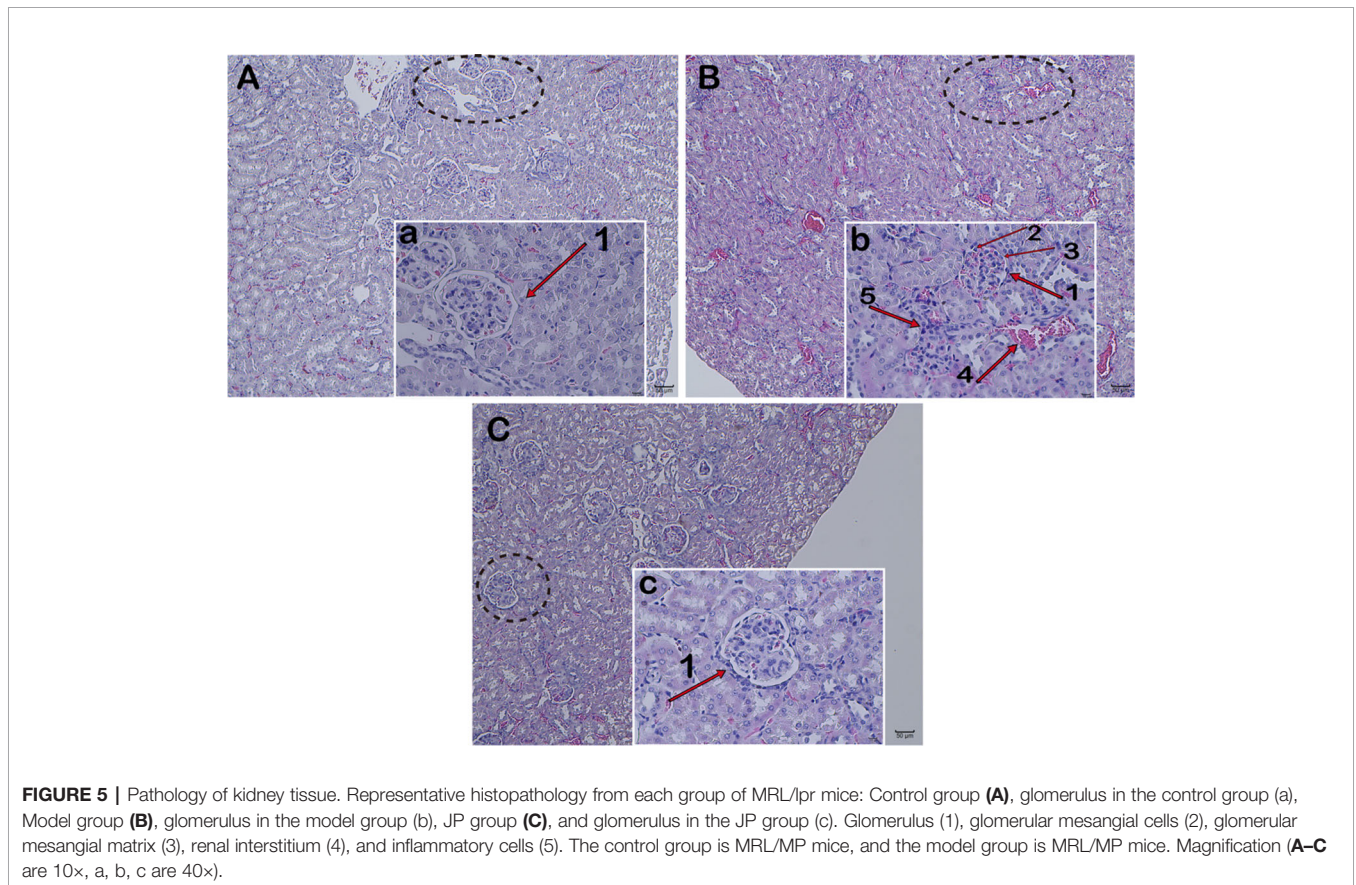 A
a
1
50 µm
B
b
2
3
1
5
4
C
c
1
50 µm
FIGURE 5 | Pathology of kidney tissue. Representative histopathology from each group of MRL/lpr mice: Control group (A), glomerulus in the control group (a),
Model group (B), glomerulus in the model group (b), JP group (C), and glomerulus in the JP group (c). Glomerulus (1), glomerular mesangial cells (2), glomerular
mesangial matrix (3), renal interstitium (4), and inflammatory cells (5). The control group is MRL/MP mice, and the model group is MRL/MP mice. Magnification (A–C
are 10×, a, b, c are 40×).